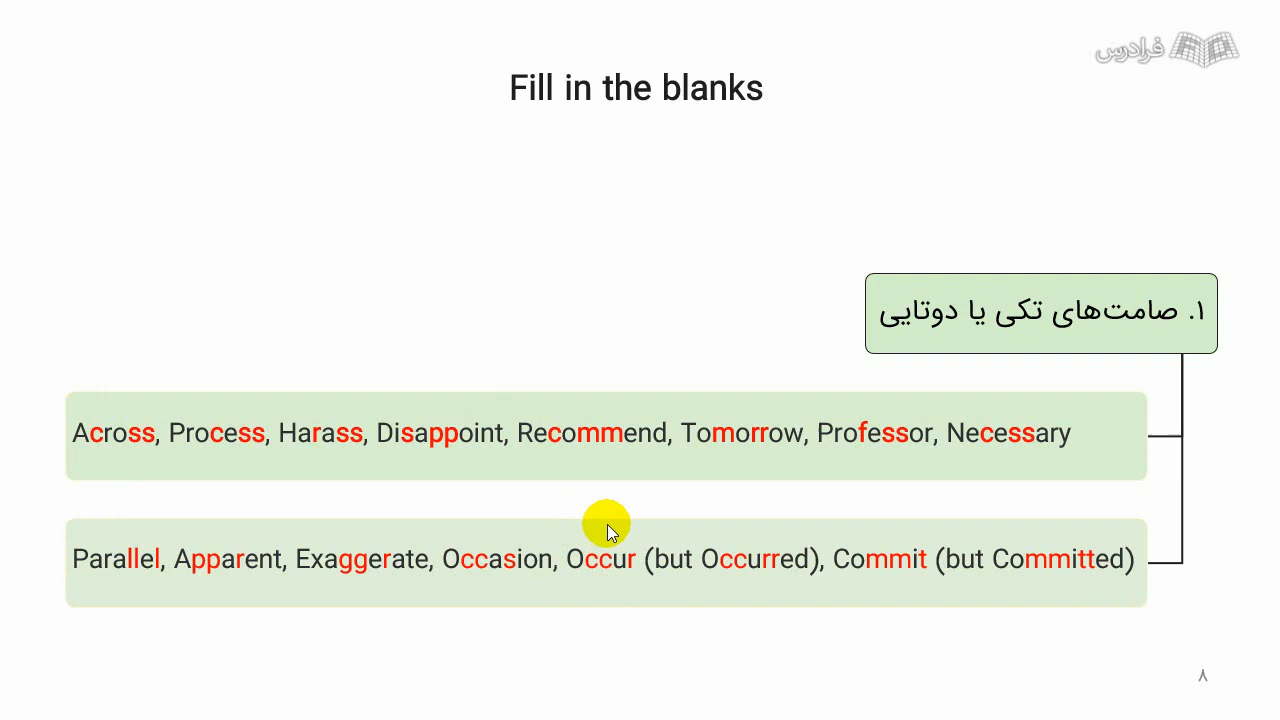 فرادرس
Fill in the blanks
۱. صامت‌های تکی یا دوتایی
Across, Process, Harass, Disappoint, Recommend, Tomorrow, Professor, Necessary
Parallel, Apparent, Exaggerate, Occasion, Occur (but Occurred), Commit (but Committed)
۸